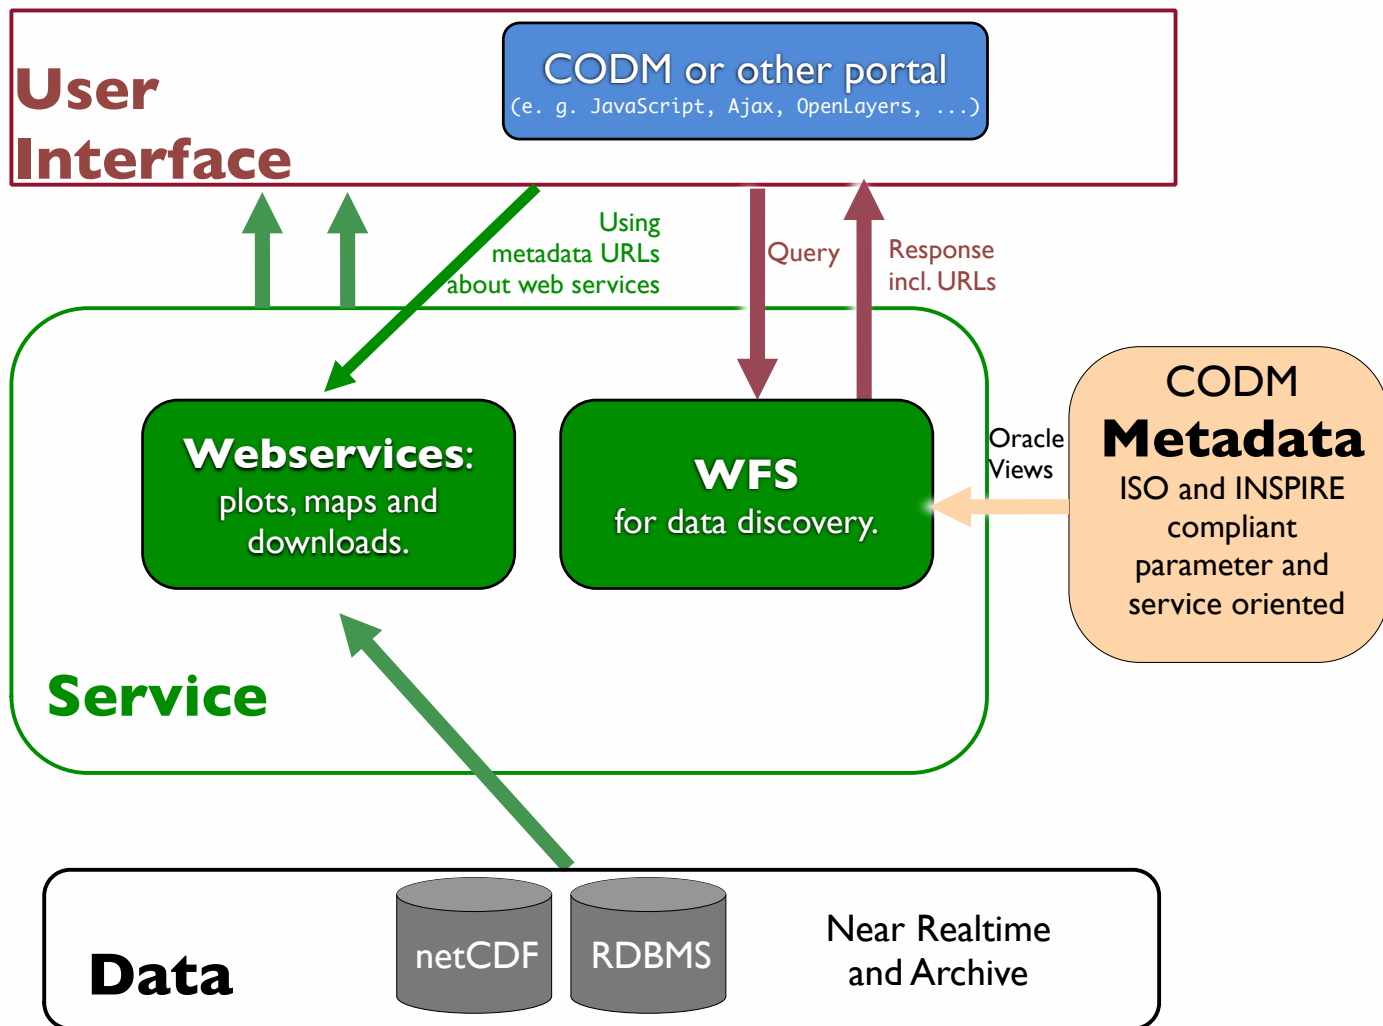 User
Interface
CODM or other portal
(e. g. JavaScript, Ajax, OpenLayers, ...)
Using
metadata URLs
about web services
Query
Response
incl. URLs
Webservices:
plots, maps and
downloads.
WFS
for data discovery.
Oracle
Views
CODM
Metadata
ISO and INSPIRE
compliant
parameter and
service oriented
Service
Data
netCDF
RDBMS
Near Realtime
and Archive